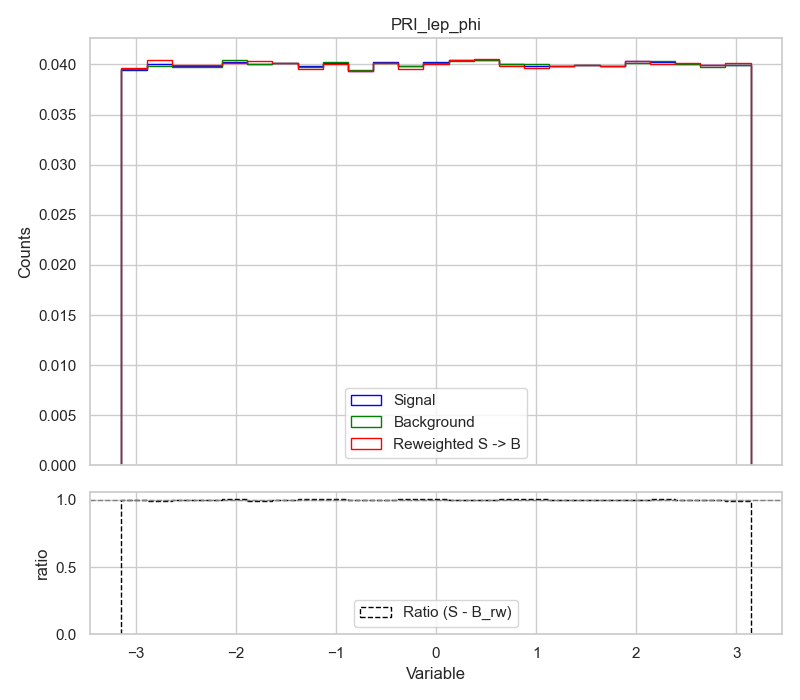 PRI_lep_phi
0.040
0.035
0.030
0.025
0.020
0.015
0.010
0.005
0.000
Counts
Signal
Background
Reweighted S -> B
1.0
0.5
0.0
ratio
Ratio (S - B_rw)
−3 −2 −1 0 1 2 3
Variable